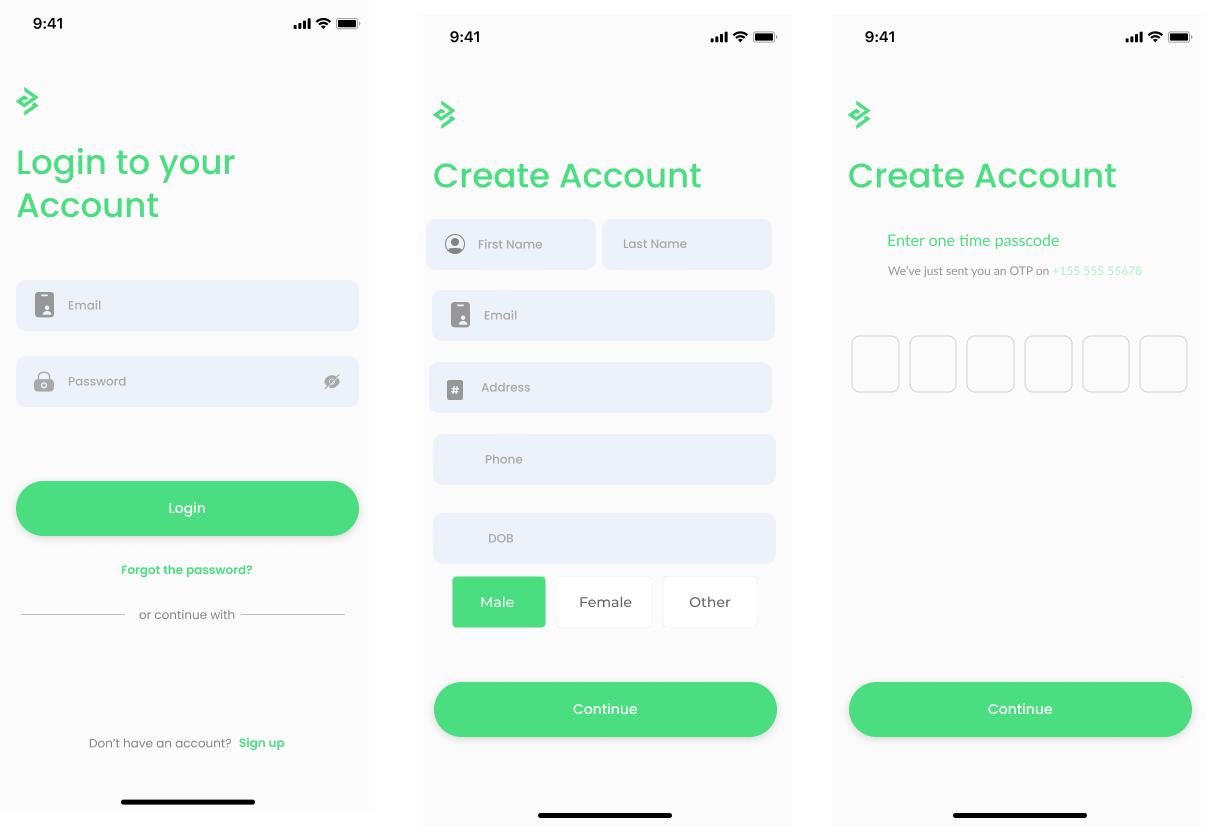 9:41
Login to your
Account
Email
Password
Login
Forgot the password?
or continue with
Don't have an account? Sign up
9:41
Create Account
First Name Last Name
Email
# Address
Phone
DOB
Male Female Other
Continue
9:41
Create Account
Enter one time passcode
We've just sent you an OTP on +155 555 55678
Continue